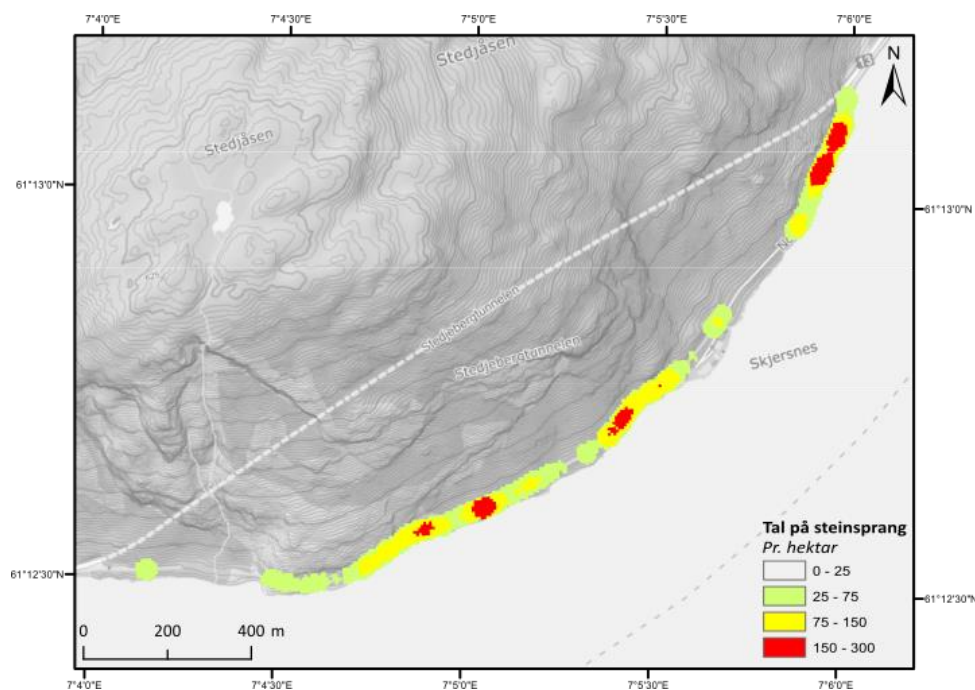 7°4'0"E 7°4'30"E 7°5'0"E 7°5'30"E 7°6'0"E
Stedjåsen
13
N
Stedjåsen
61°13'0"N
61°13'0"N
Stedjebergtunnelen
Stedjebergtunnelen
Skjersnes
61°12'30"N
61°12'30"N
Tal på steinsprang
Pr. hektar
0 - 25
25 - 75
75 - 150
150 - 300
0 200 400 m
7°4'0"E 7°4'30"E 7°5'0"E 7°5'30"E 7°6'0"E